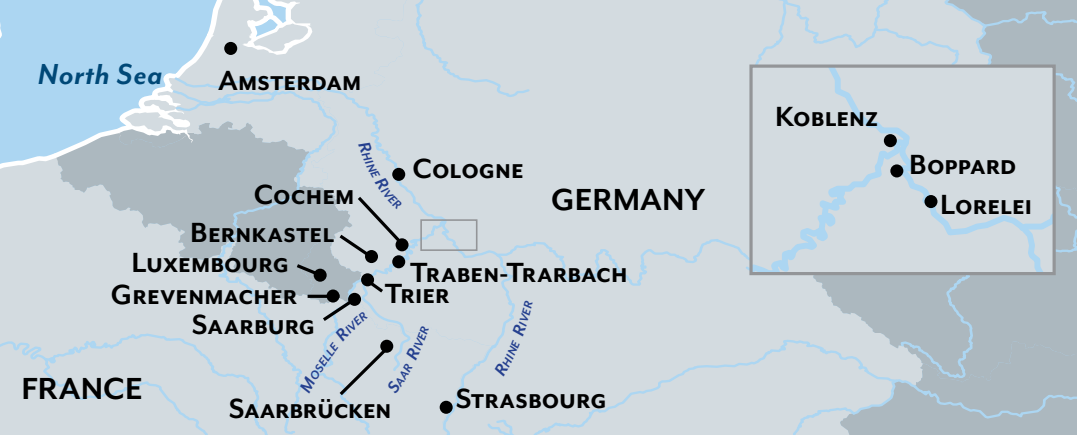 North Sea
AMSTERDAM
KOBLENZ
BOPPARD
LORELEI
RHINE RIVER
COLOGNE
COCHEM
GERMANY
BERNKASTEL
LUXEMBOURG
TRABEN-TRARBACH
GREVENMACHER
TRIER
SAARBURG
MOSELLE RIVER
SAAR RIVER
RHINE RIVER
FRANCE
SAARBRÜCKEN
STRASBOURG